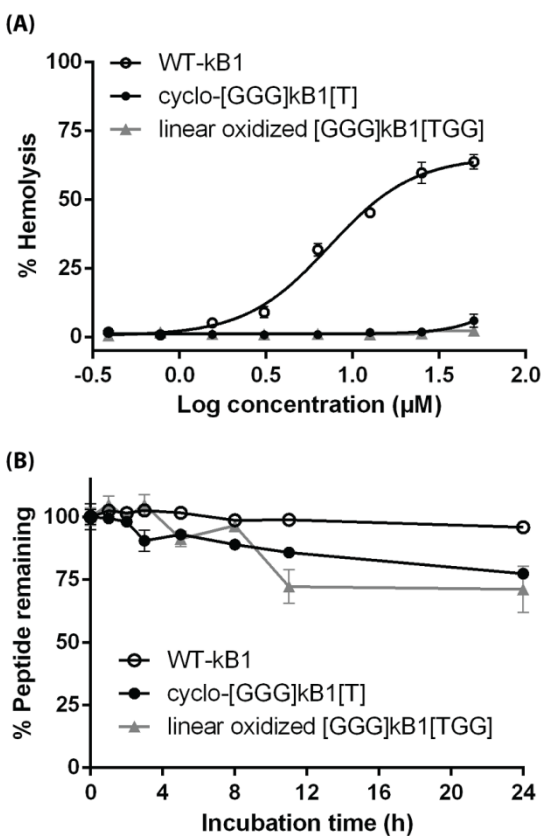 (A)
100
75
50
25
0
% Hemolysis
WT-kB1
cyclo-[GGG]kB1[T]
linear oxidized [GGG]kB1[TGG]
-0.5 0.0 0.5 1.0 1.5 2.0
Log concentration (µM)
(B)
100
75
50
25
0
% Peptide remaining
WT-kB1
cyclo-[GGG]kB1[T]
linear oxidized [GGG]kB1[TGG]
0 4 8 12 16 20 24
Incubation time (h)